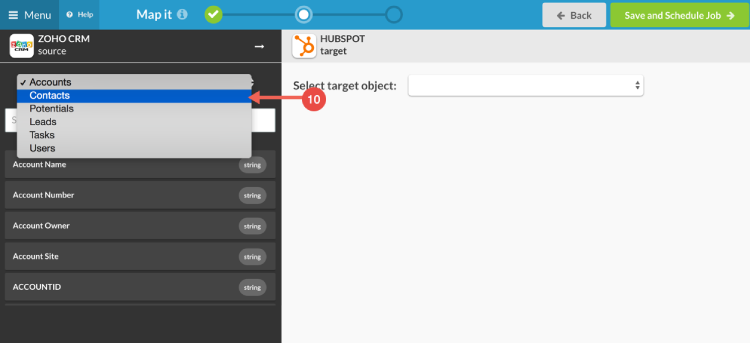 Menu
Help
Map it
Back
Save and Schedule Job
ZOHO CRM
source
HUBSPOT
target
Accounts
Contacts
Potentials
Leads
Tasks
Users
10
Select target object:
S
Account Name string
Account Number string
Account Owner string
Account Site string
ACCOUNTID string